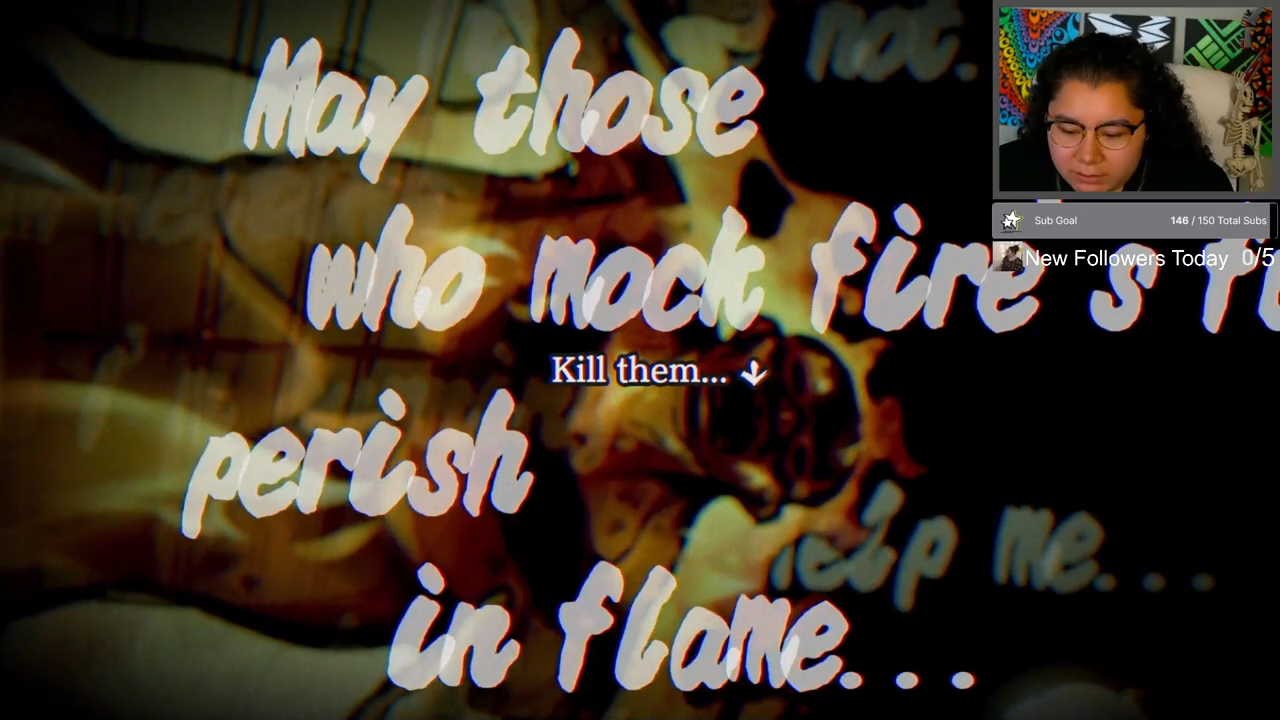 not.
May those
Sub Goal 146 / 150 Total Subs
New Followers Today 0/5
who mock fire's
Kill them...
perish
help me...
in flame...